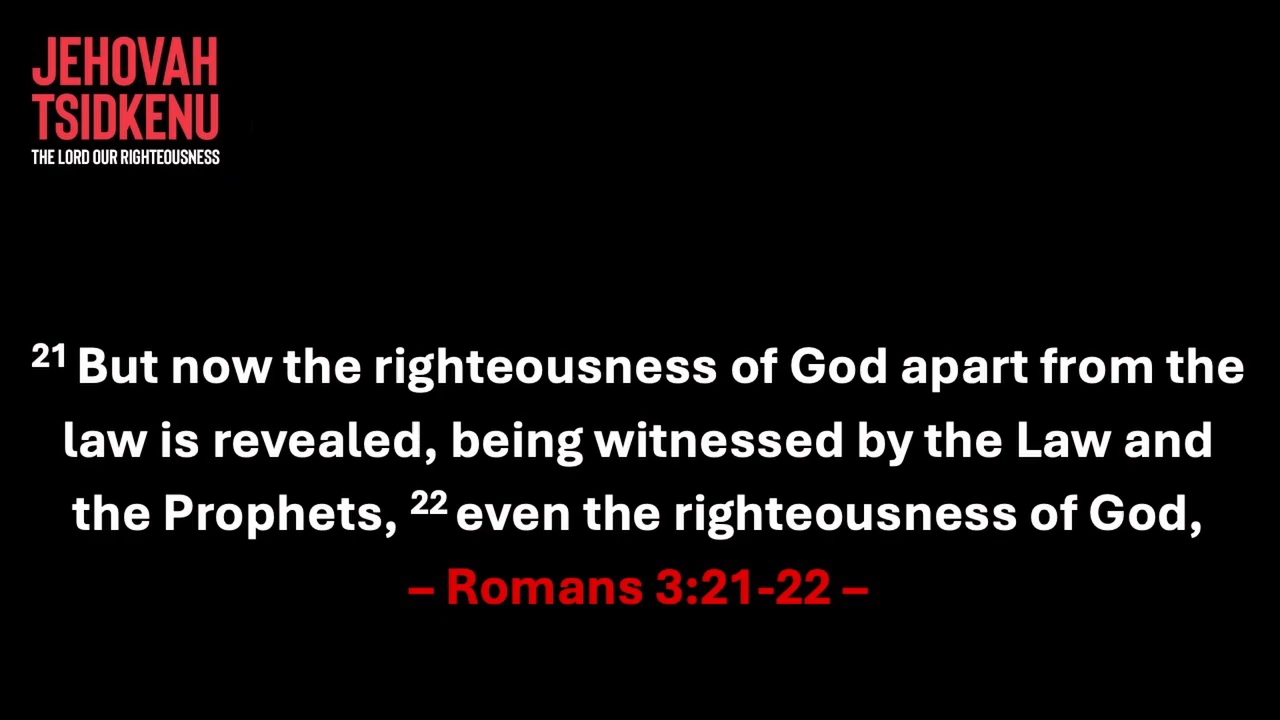 JEHOVAH
TSIDKENU
THE LORD OUR RIGHTEOUSNESS
21 But now the righteousness of God apart from the
law is revealed, being witnessed by the Law and
the Prophets, 22 even the righteousness of God,
– Romans 3:21-22 –